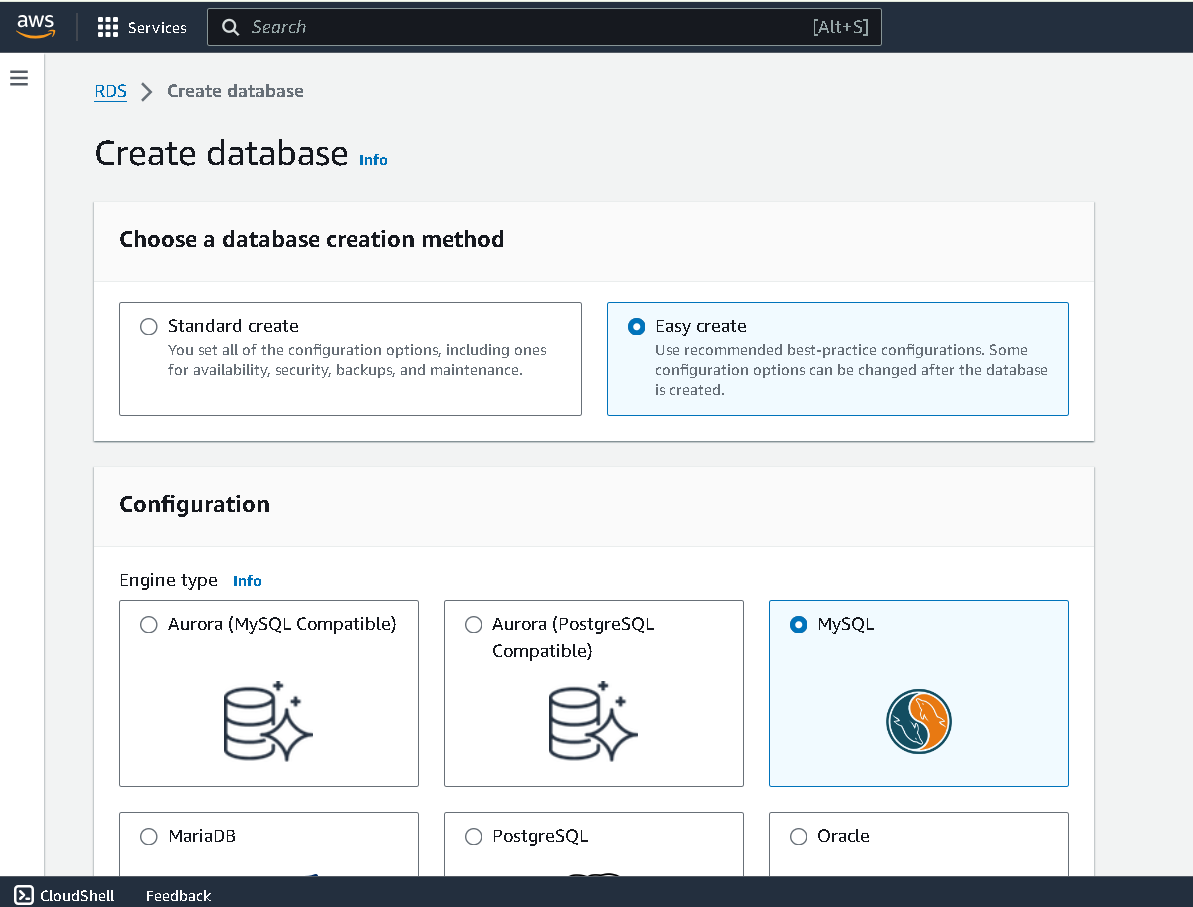 aws
Services
Search
[Alt+S]
RDS
Create database
Create database Info
Choose a database creation method
Standard create
You set all of the configuration options, including ones
for availability, security, backups, and maintenance.
Easy create
Use recommended best-practice configurations. Some
configuration options can be changed after the database
is created.
Configuration
Engine type Info
Aurora (MySQL Compatible)
Aurora (PostgreSQL
Compatible)
MySQL
MariaDB
PostgreSQL
Oracle
CloudShell
Feedback